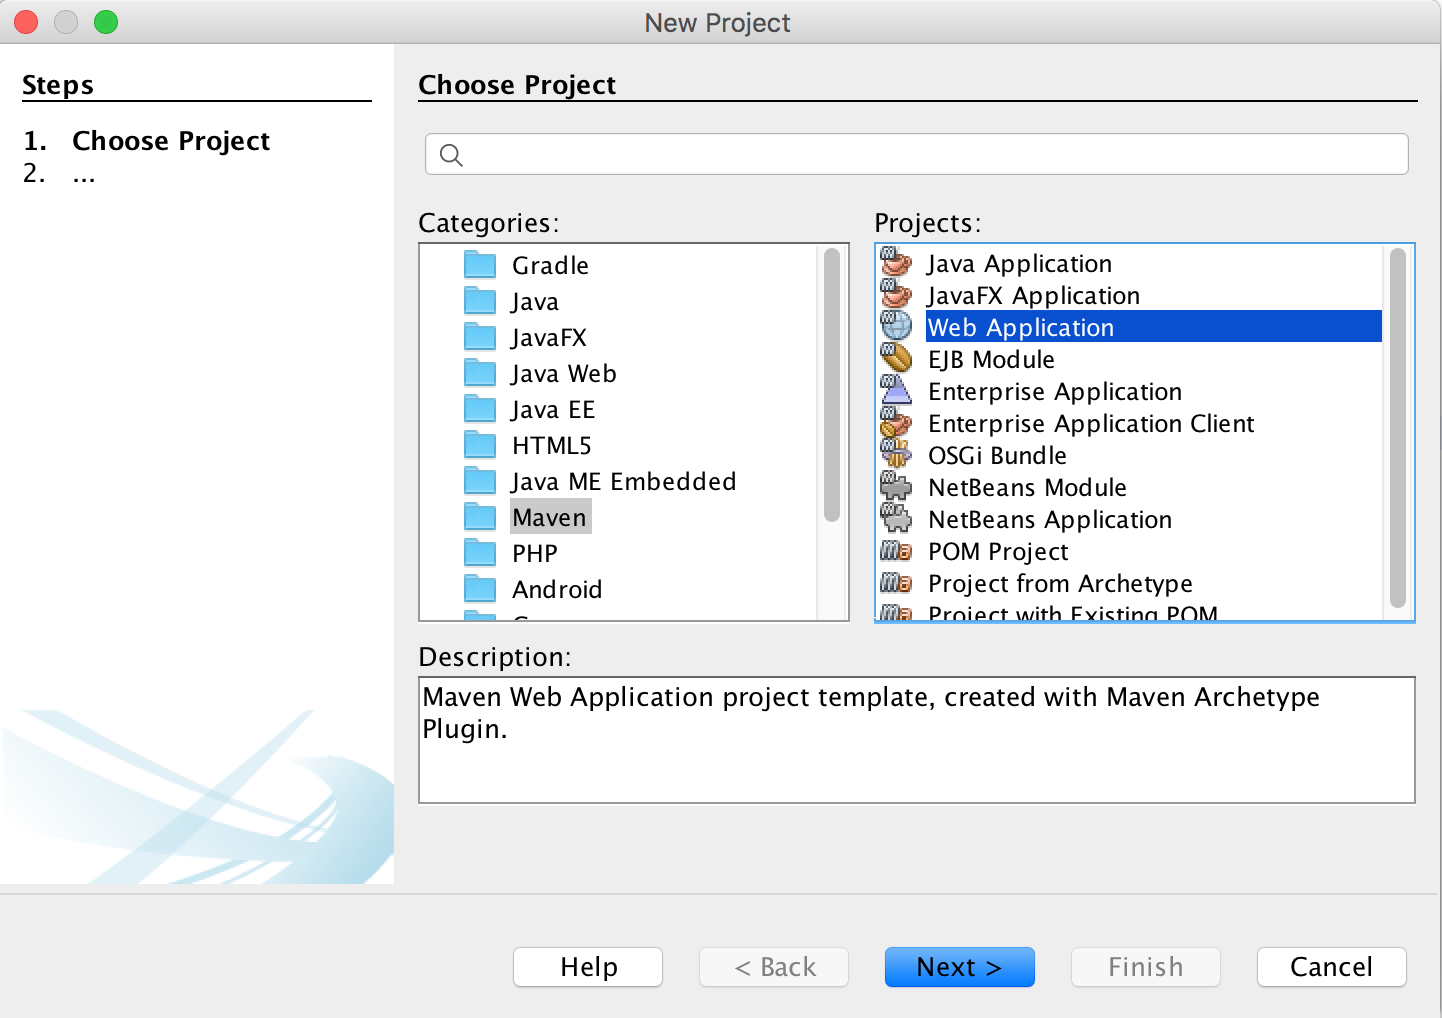 New Project
Steps
1. Choose Project
2. ...
Choose Project
Categories:
Gradle
Java
JavaFX
Java Web
Java EE
HTML5
Java ME Embedded
Maven
PHP
Android
Projects:
Java Application
JavaFX Application
Web Application
EJB Module
Enterprise Application
Enterprise Application Client
OSGi Bundle
NetBeans Module
NetBeans Application
POM Project
Project from Archetype
Project with Existing POM
Description:
Maven Web Application project template, created with Maven Archetype
Plugin.
Help
< Back
Next >
Finish
Cancel